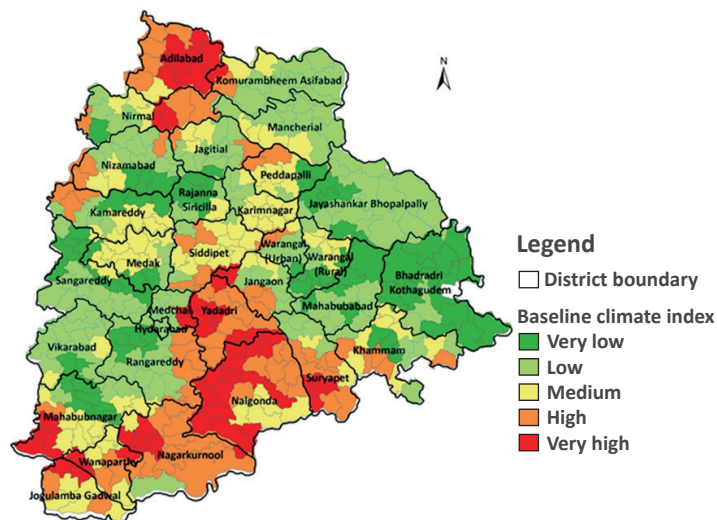 N
Adilabad
Komurambheem Asifabad
Nirmal
Mancherial
Jagitial
Nizamabad
Peddapalli
Rajanna
Siricilla
Jayashankar Bhopalpally
Kamareddy
Karimnagar
Warangal
(Urban)
Warangal
(Rural)
Siddipet
Medak
Bhadradri
Kothagudem
Sangareddy
Jangaon
Mahabubabad
Medchal
Yadadri
Hyderabad
Vikarabad
Rangareddy
Khammam
Suryapet
Nalgonda
Mahabubnagar
Wanaparthy
Nagarkurnool
Jogulamba Gadwal
Legend
District boundary
Baseline climate index
Very low
Low
Medium
High
Very high